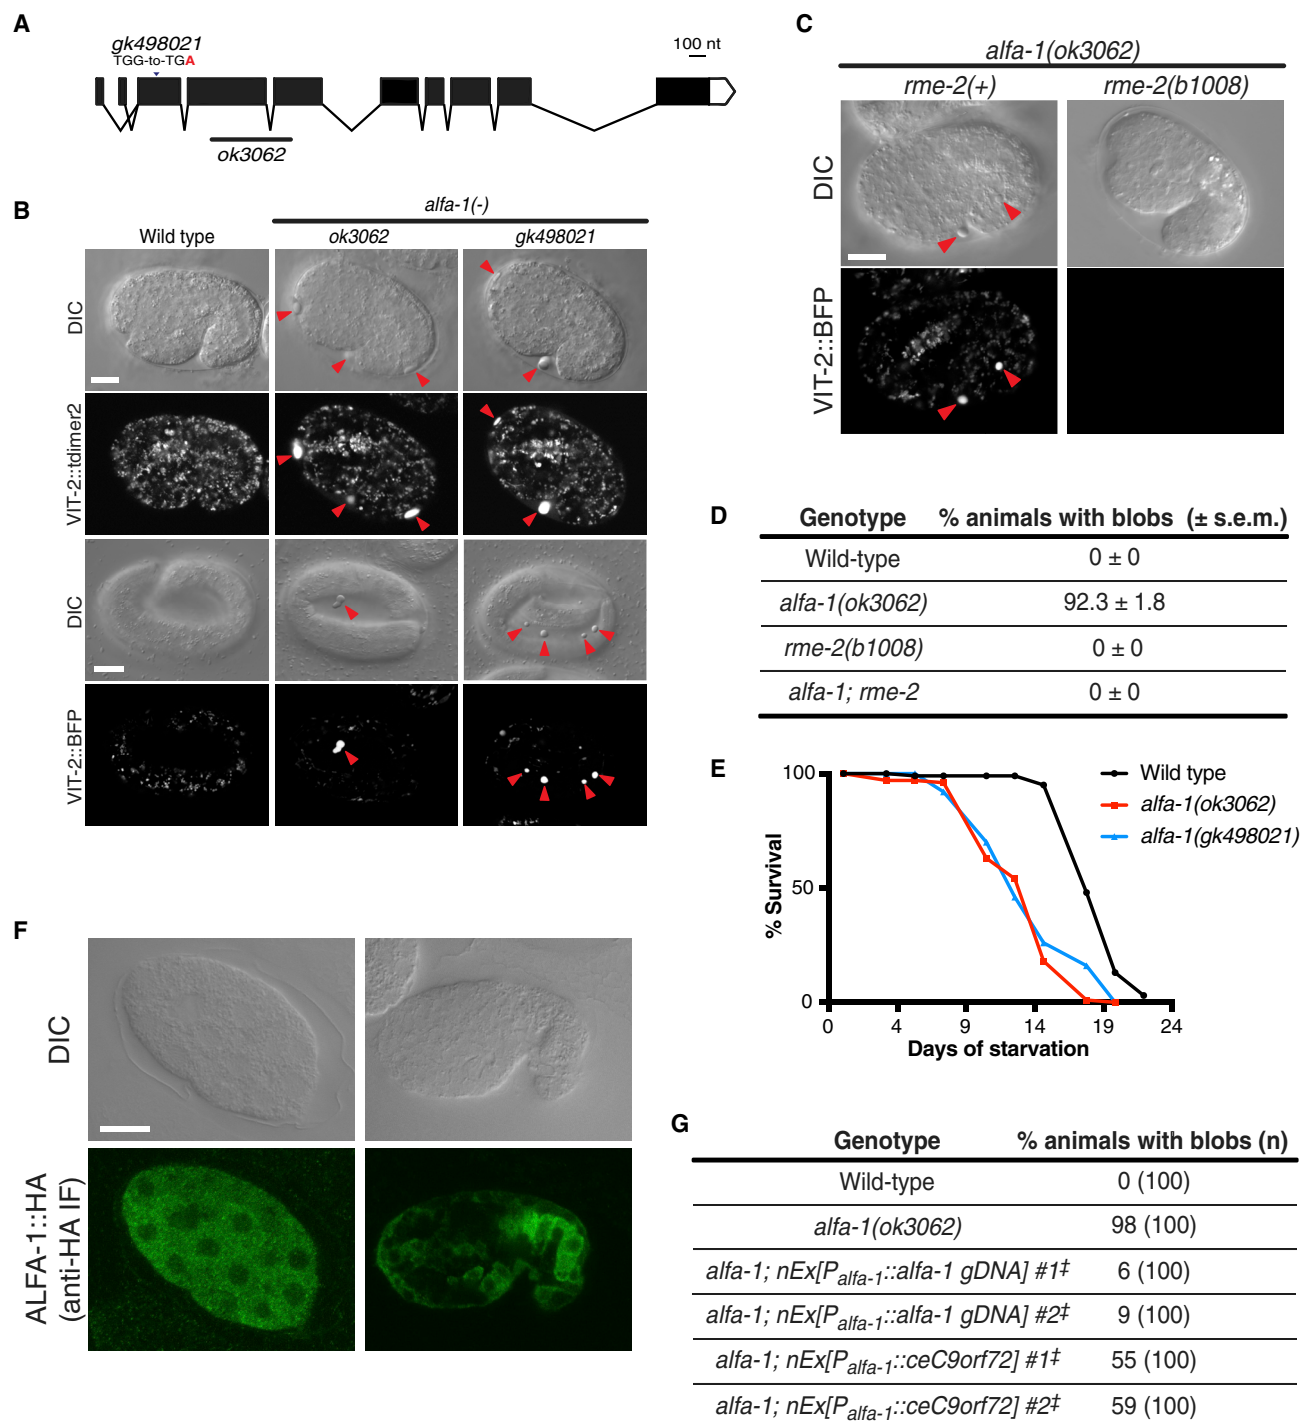 A
gk498021
TGG-to-TGA
100 nt
ok3062
B
alfa-1(-)
Wild type
ok3062
gk498021
DIC
VIT-2::tdimer2
DIC
VIT-2::BFP
C
alfa-1(ok3062)
rme-2(+)
rme-2(b1008)
DIC
VIT-2::BFP
D
Genotype % animals with blobs (± s.e.m.)
Wild-type 0 ± 0
alfa-1(ok3062) 92.3 ± 1.8
rme-2(b1008) 0 ± 0
alfa-1; rme-2 0 ± 0
E
100
50
0
% Survival
0 4 9 14 19 24
Days of starvation
Wild type
alfa-1(ok3062)
alfa-1(gk498021)
F
DIC
ALFA-1::HA
(anti-HA IF)
G
Genotype % animals with blobs (n)
Wild-type 0 (100)
alfa-1(ok3062) 98 (100)
alfa-1; nEx[Palfa-1::alfa-1 gDNA] #1‡ 6 (100)
alfa-1; nEx[Palfa-1::alfa-1 gDNA] #2‡ 9 (100)
alfa-1; nEx[Palfa-1::ceC9orf72] #1‡ 55 (100)
alfa-1; nEx[Palfa-1::ceC9orf72] #2‡ 59 (100)